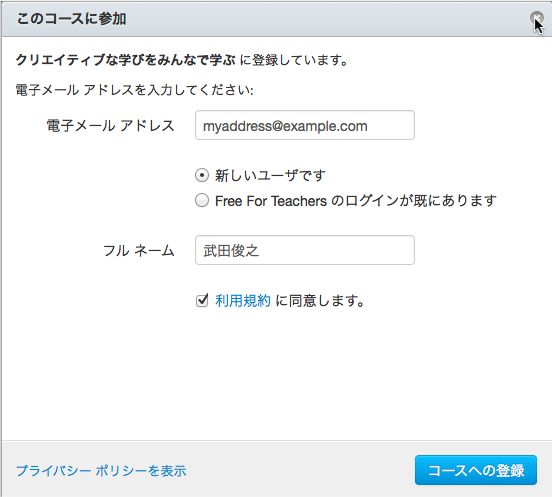 このコースに参加
クリエイティブな学びをみんなで学ぶ に登録しています。
電子メール アドレスを入力してください:
電子メール アドレス myaddress@example.com
新しいユーザです
Free For Teachers のログインが既にあります
フル ネーム 武田俊之
利用規約 に同意します。
プライバシー ポリシーを表示 コースへの登録